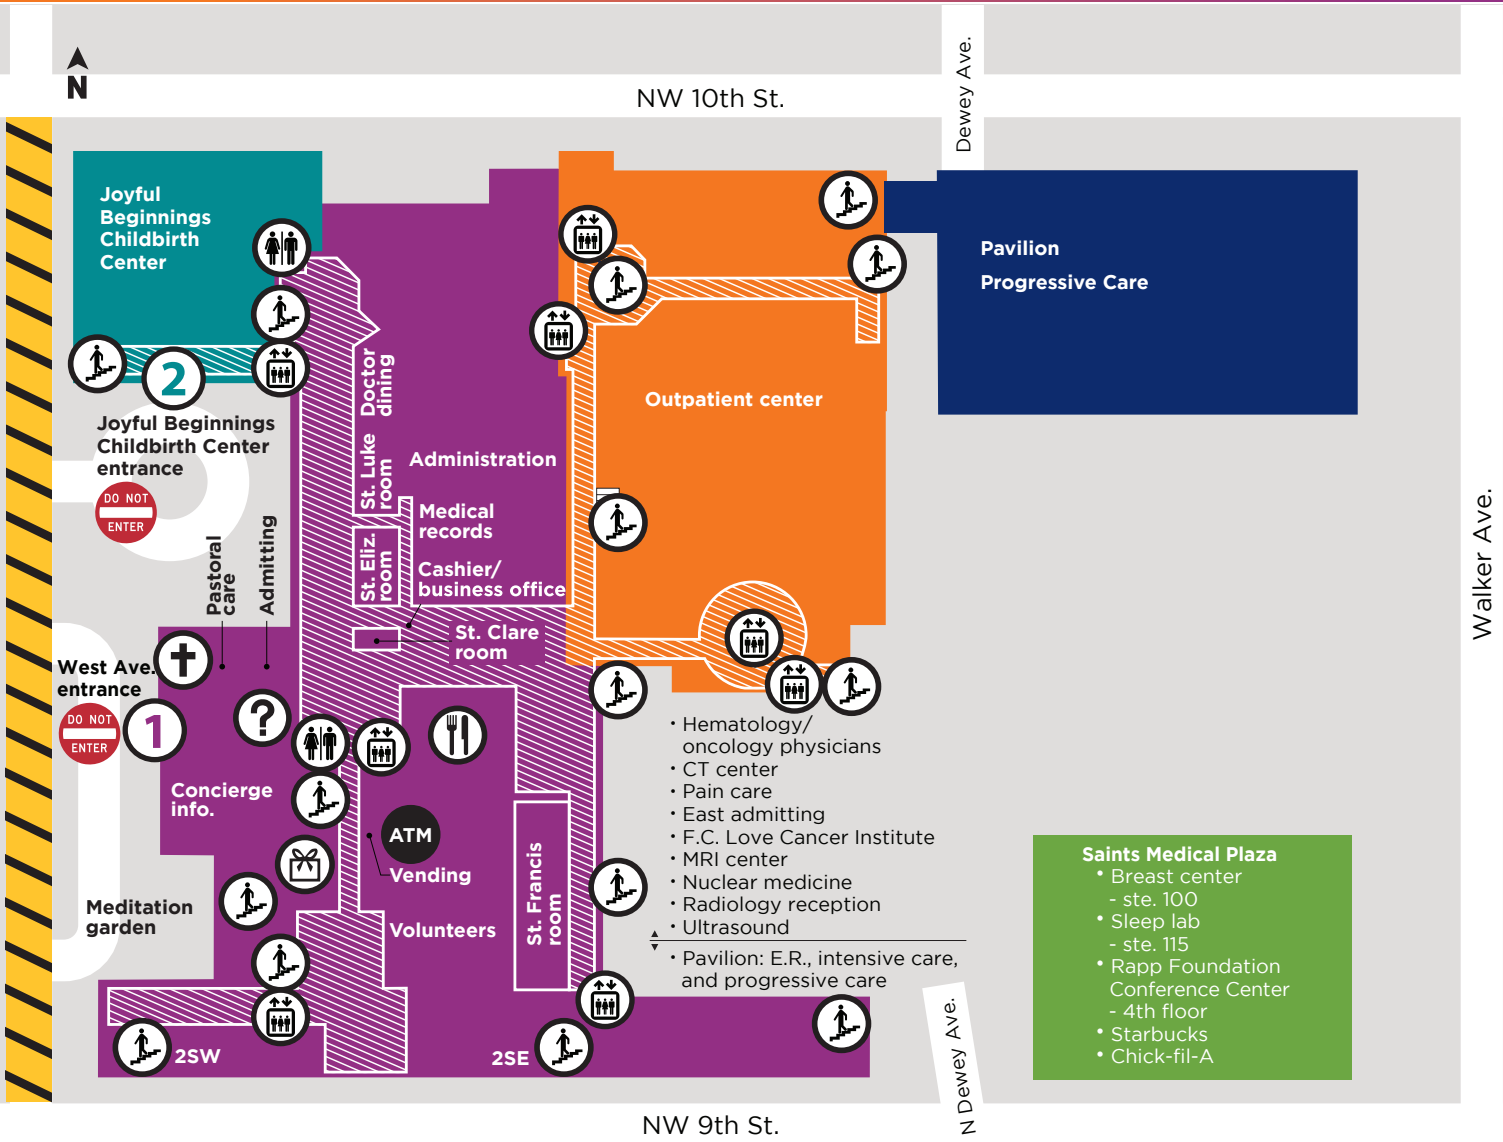 N
NW 10th St.
Dewey Ave.
Joyful
Beginnings
Childbirth
Center
Pavilion
Progressive Care
2
Joyful Beginnings
Childbirth Center
entrance
DO NOT
ENTER
Doctor
dining
St. Luke
room
Administration
Outpatient center
Medical
records
St. Eliz.
room
Cashier/
business office
St. Clare
room
Pastoral
care
Admitting
West Ave.
entrance
DO NOT
ENTER
1
?
Concierge
info.
ATM
Vending
Meditation
garden
Volunteers
St. Francis
room
• Hematology/
oncology physicians
• CT center
• Pain care
• East admitting
• F.C. Love Cancer Institute
• MRI center
• Nuclear medicine
• Radiology reception
• Ultrasound
• Pavilion: E.R., intensive care,
and progressive care
Walker Ave.
Saints Medical Plaza
• Breast center
- ste. 100
• Sleep lab
- ste. 115
• Rapp Foundation
Conference Center
- 4th floor
• Starbucks
• Chick-fil-A
2SW
2SE
N Dewey Ave.
NW 9th St.